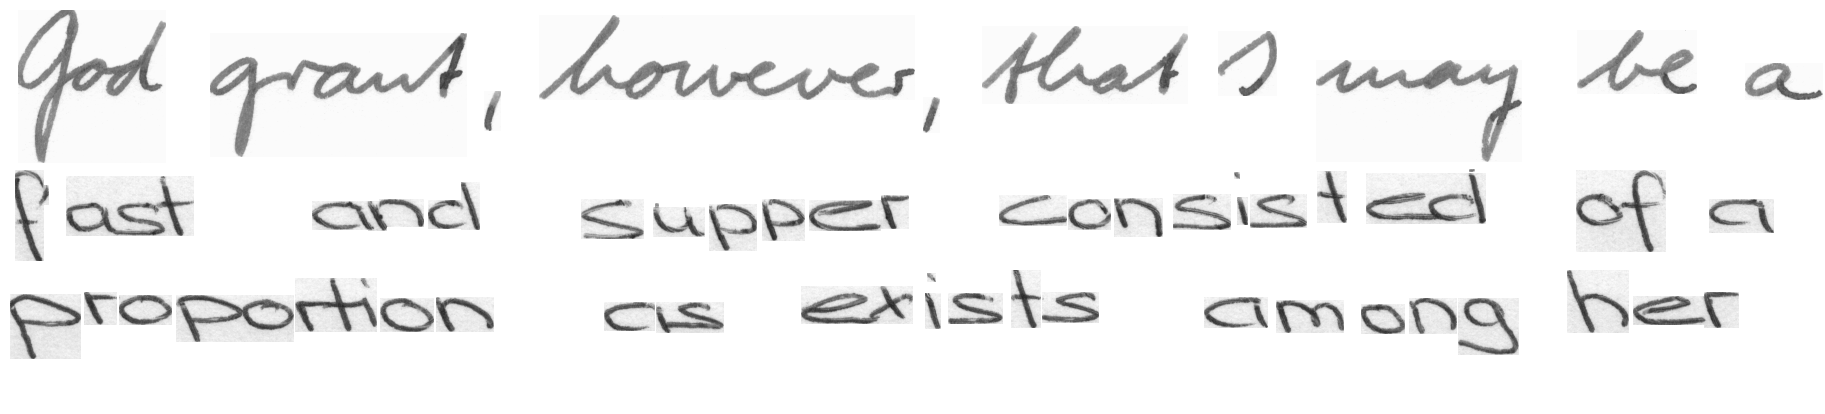 God grant, however, that I may be a
fast and supper consisted of a
proportion as exists among her